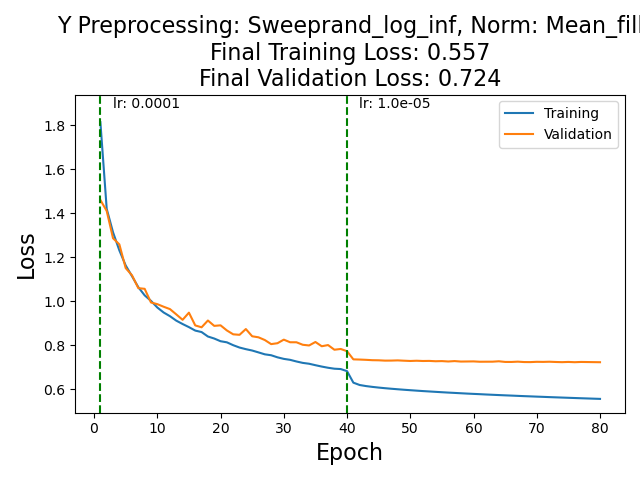 Y Preprocessing: Sweeprand_log_inf, Norm: Mean_fill
Final Training Loss: 0.557
Final Validation Loss: 0.724
lr: 0.0001
lr: 1.0e-05
Training
Validation
1.8
1.6
1.4
1.2
1.0
0.8
0.6
Loss
0 10 20 30 40 50 60 70 80
Epoch